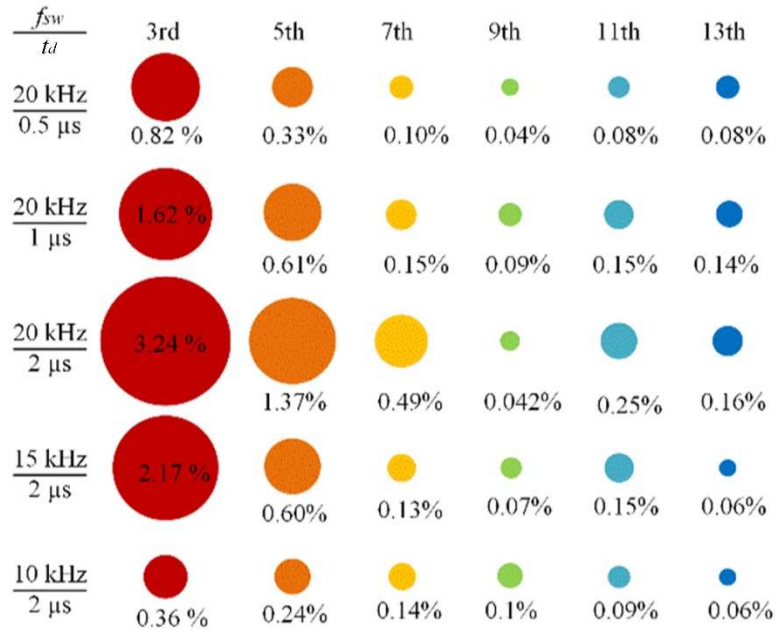 fsw
td
3rd 5th 7th 9th 11th 13th
20 kHz
0.5 µs
0.82 % 0.33% 0.10% 0.04% 0.08% 0.08%
20 kHz
1 µs
1.62 %
0.61% 0.15% 0.09% 0.15% 0.14%
20 kHz
2 µs
3.24 %
1.37% 0.49% 0.042% 0.25% 0.16%
15 kHz
2 µs
2.17 %
0.60% 0.13% 0.07% 0.15% 0.06%
10 kHz
2 µs
0.36 % 0.24% 0.14% 0.1% 0.09% 0.06%